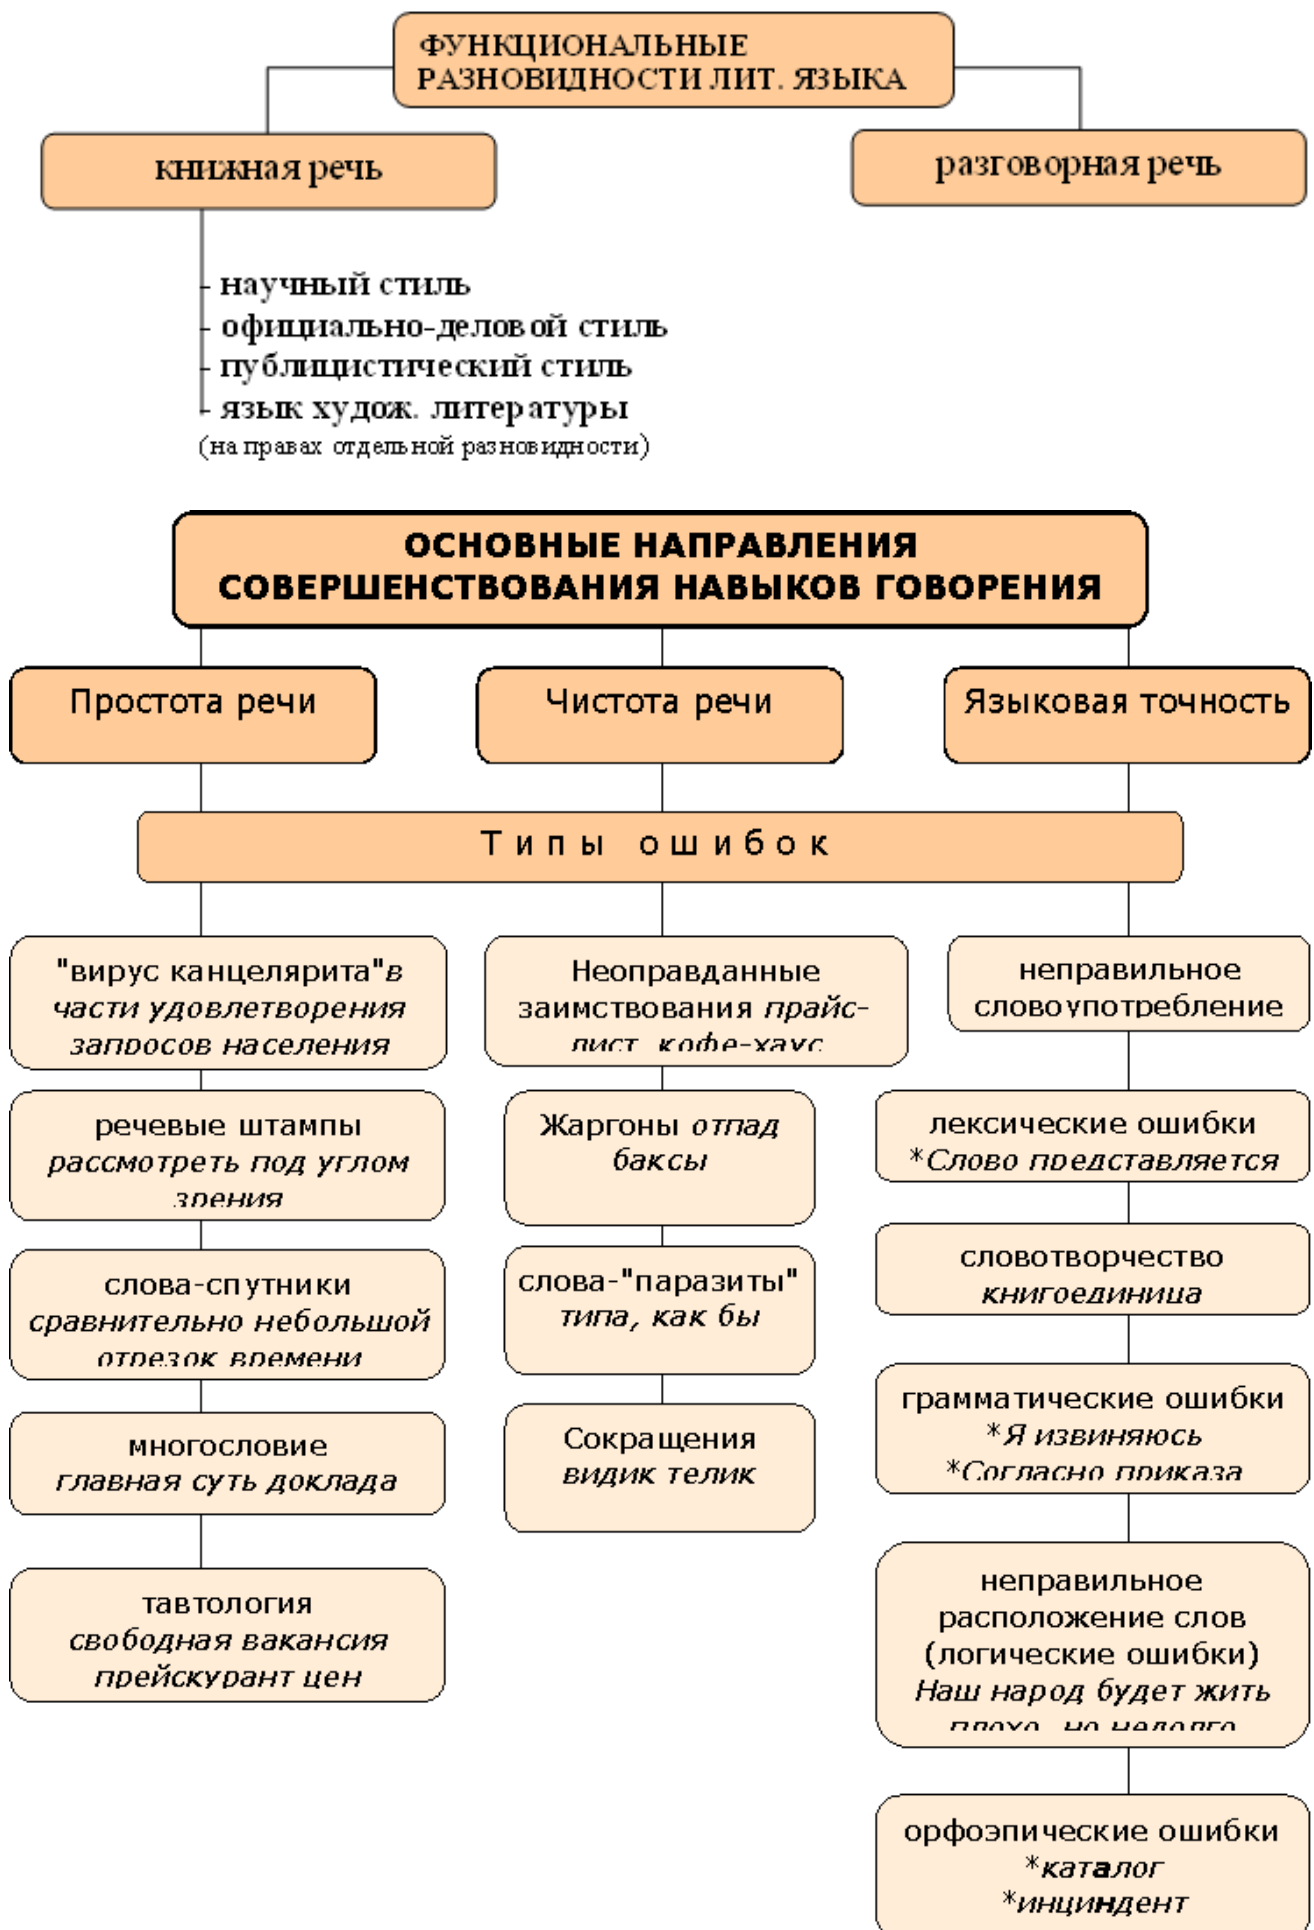 ФУНКЦИОНАЛЬНЫЕ
РАЗНОВИДНОСТИ ЛИТ. ЯЗЫКА
книжная речь
разговорная речь
- научный стиль
- официально-деловой стиль
- публицистический стиль
- язык худож. литературы
(на правах отдельной разновидности)
ОСНОВНЫЕ НАПРАВЛЕНИЯ
СОВЕРШЕНСТВОВАНИЯ НАВЫКОВ ГОВОРЕНИЯ
Простота речи
Чистота речи
Языковая точность
Типы ошибок
"вирус канцелярита"в
части удовлетворения
запросов населения
речевые штампы
рассмотреть под углом
зрения
слова-спутники
сравнительно небольшой
отрезок времени
многословие
главная суть доклада
тавтология
свободная вакансия
прейскурант цен
Неоправданные
заимствования прайс-
лист, кофе-хаус
Жаргоны отпад
баксы
слова-"паразиты"
типа, как бы
Сокращения
видик телик
неправильное
словоупотребление
лексические ошибки
*Слово представляется
словотворчество
книгоединица
грамматические ошибки
*Я извиняюсь
*Согласно приказа
неправильное
расположение слов
(логические ошибки)
Наш народ будет жить
плохо, но недолго
орфоэпические ошибки
*каталог
*инциндент